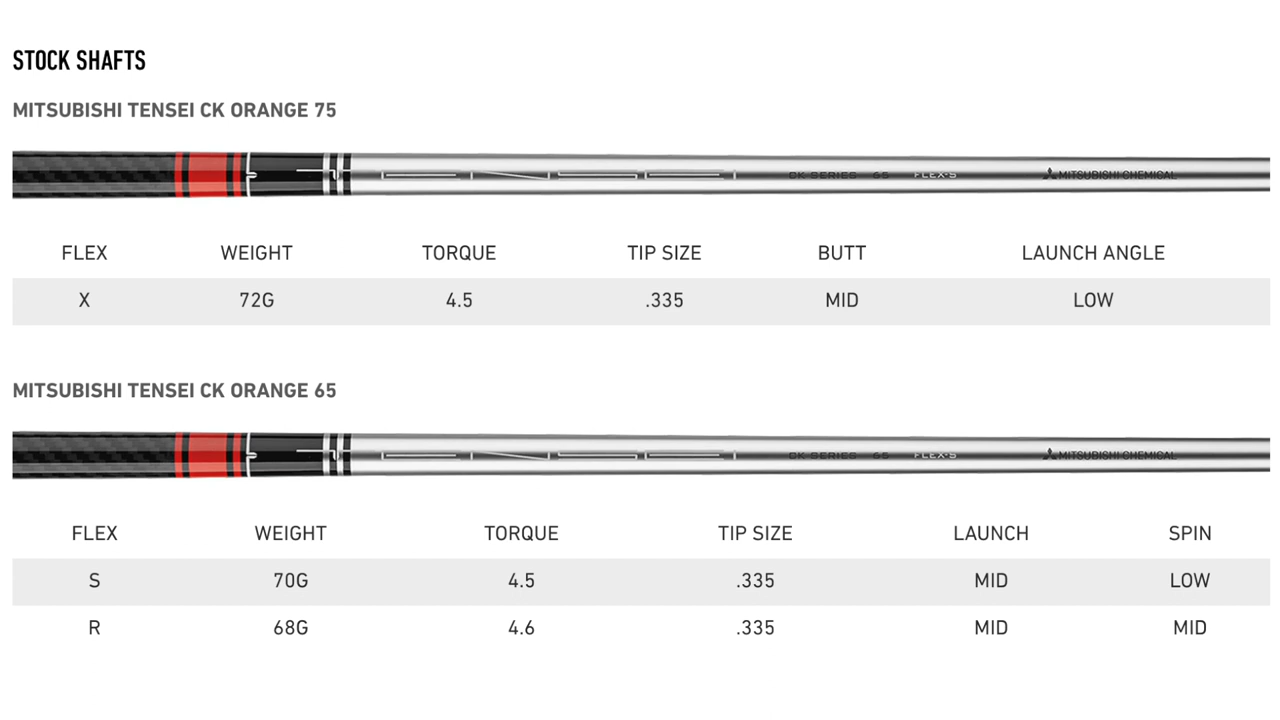 STOCK SHAFTS
MITSUBISHI TENSEI CK ORANGE 75
CK SERIES 65 FLEX•S MITSUBISHI CHEMICAL
FLEX WEIGHT TORQUE TIP SIZE BUTT LAUNCH ANGLE
X 72G 4.5 .335 MID LOW
MITSUBISHI TENSEI CK ORANGE 65
CK SERIES 65 FLEX•S MITSUBISHI CHEMICAL
FLEX WEIGHT TORQUE TIP SIZE LAUNCH SPIN
S 70G 4.5 .335 MID LOW
R 68G 4.6 .335 MID MID